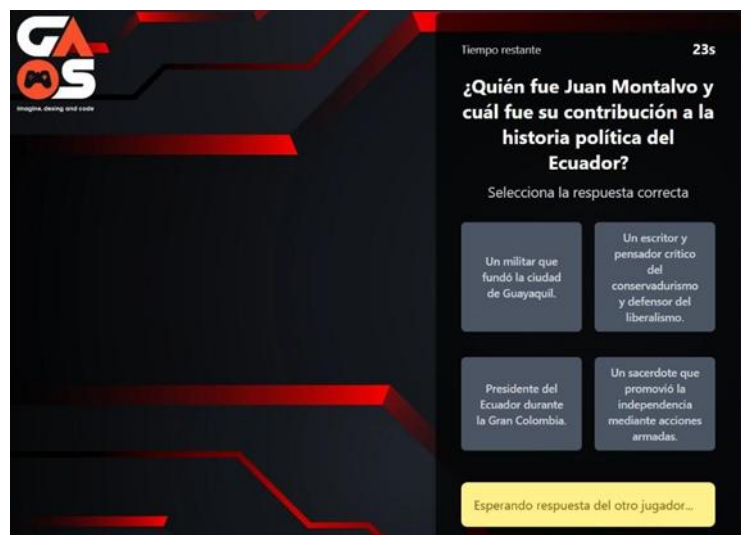 GAOS
imagine, desing and code
Tiempo restante 23s
¿Quién fue Juan Montalvo y
cuál fue su contribución a la
historia política del
Ecuador?
Selecciona la respuesta correcta
Un militar que
fundó la ciudad
de Guayaquil.
Un escritor y
pensador crítico
del
conservadurismo
y defensor del
liberalismo.
Presidente del
Ecuador durante
la Gran Colombia.
Un sacerdote que
promovió la
independencia
mediante acciones
armadas.
Esperando respuesta del otro jugador...